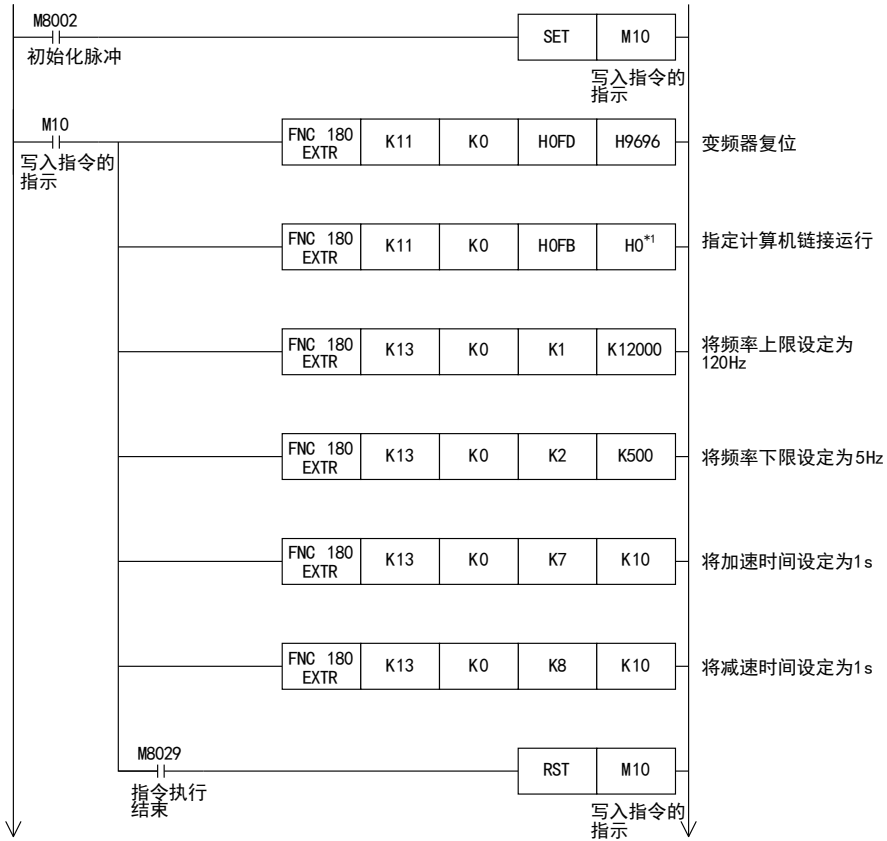 M8002
初始化脉冲
SET M10
写入指令的
指示
M10
写入指令的
指示
FNC 180
EXTR
K11 K0 H0FD H9696
变频器复位
FNC 180
EXTR
K11 K0 H0FB H0*1
指定计算机链接运行
FNC 180
EXTR
K13 K0 K1 K12000
将频率上限设定为
120Hz
FNC 180
EXTR
K13 K0 K2 K500
将频率下限设定为5Hz
FNC 180
EXTR
K13 K0 K7 K10
将加速时间设定为1s
FNC 180
EXTR
K13 K0 K8 K10
将减速时间设定为1s
M8029
指令执行
结束
RST M10
写入指令的
指示